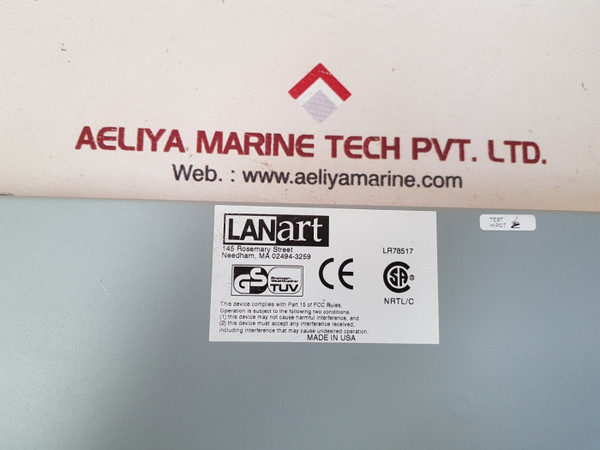 AELIYA MARINE TECH PVT. LTD.
Web. : www.aeliyamarine.com
LANart
145 Rosemary Street
Needham, MA 02494-3259
LR78517
TEST
HIPOT
GS
TUV
CE
SA
NRTL/C
This device complies with Part 15 of FCC Rules.
Operation is subject to the following two conditions.
(1) this device may not cause harmful interference, and
(2) this device must accept any interference received,
including interference that may cause undesired operation.
MADE IN USA